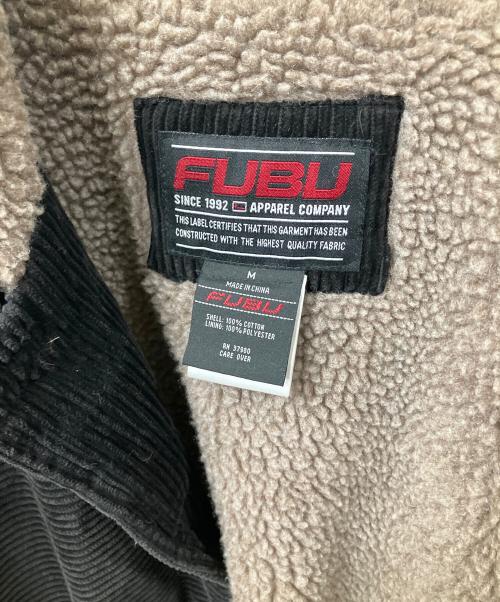 FUBU
SINCE 1992 APPAREL COMPANY
THIS LABEL CERTIFIES THAT THIS GARMENT HAS BEEN
CONSTRUCTED WITH THE HIGHEST QUALITY FABRIC
M
MADE IN CHINA
FUBU
SHELL: 100% COTTON
LINING: 100% POLYESTER
RN 37990
CARE OVER